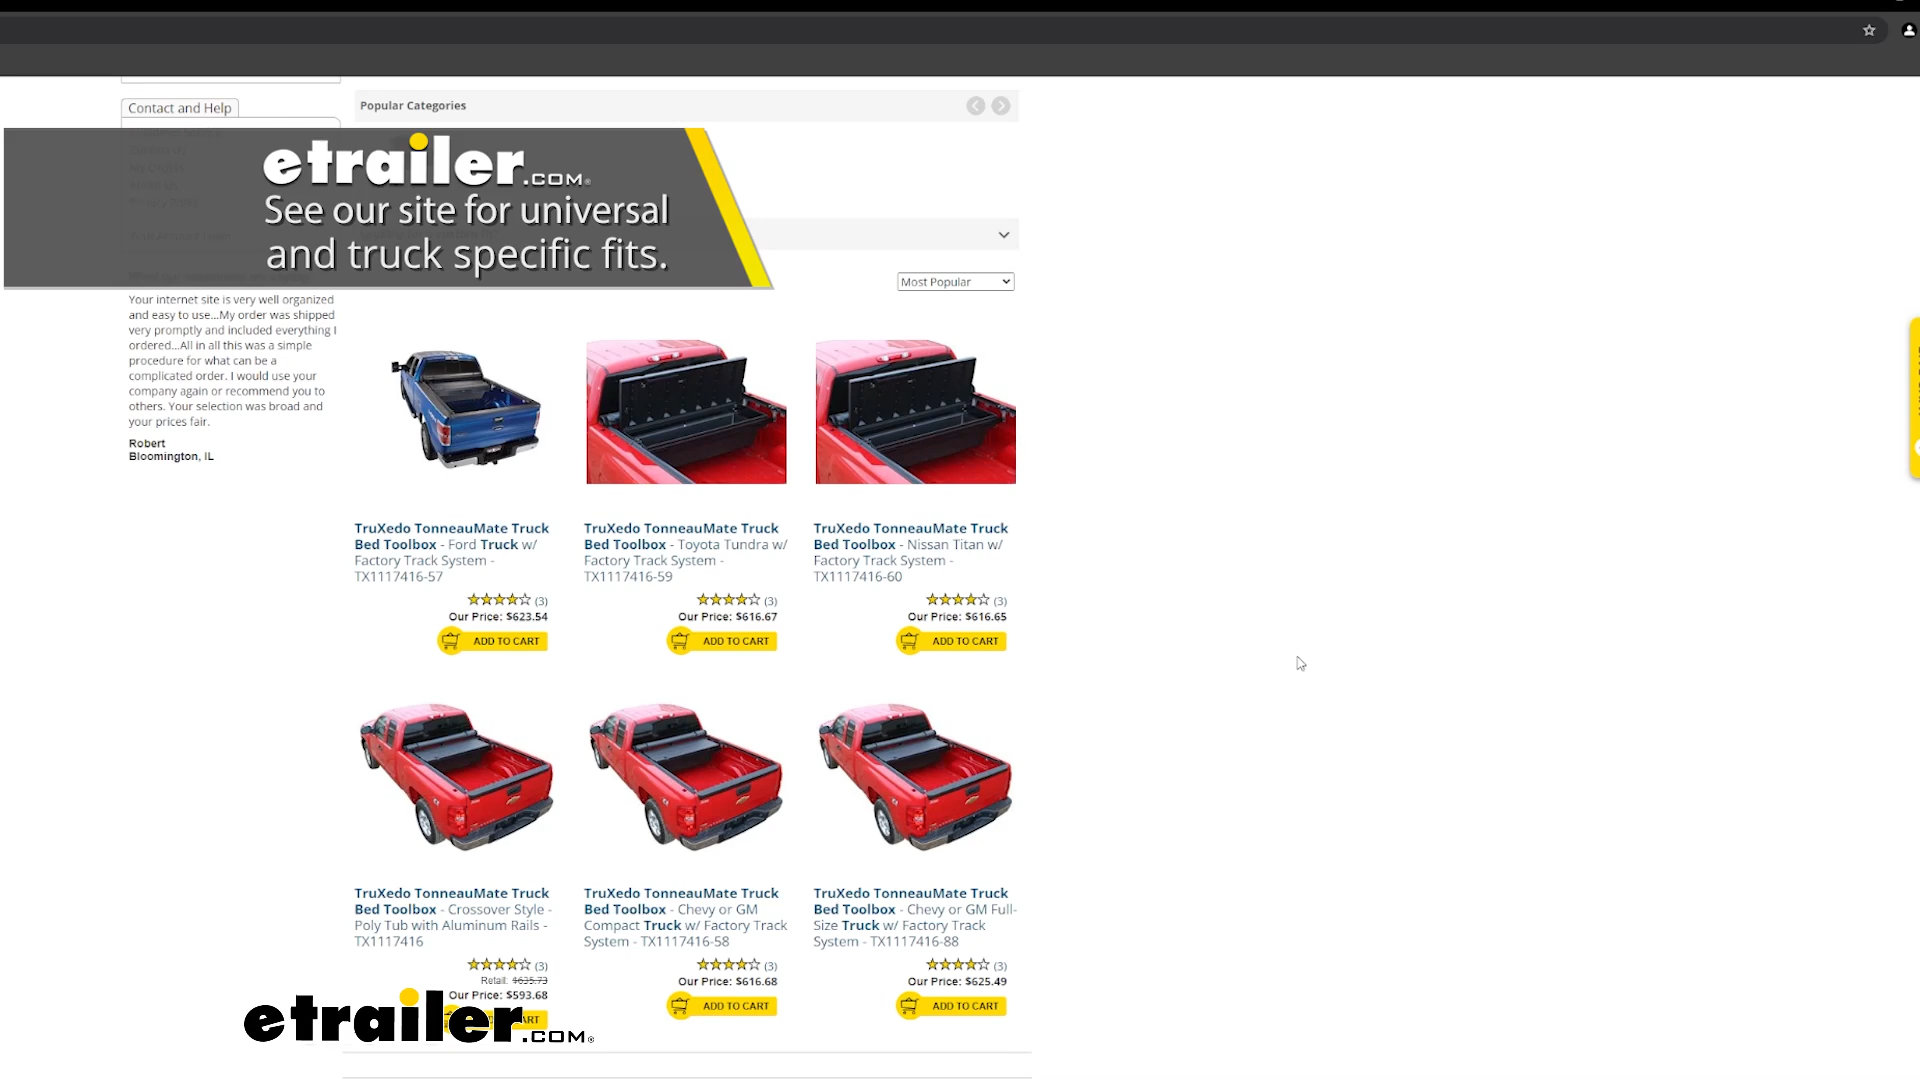 Contact and Help
Popular Categories
etrailer.COM®
See our site for universal
and truck specific fits.
Most Popular
Your internet site is very well organized
and easy to use...My order was shipped
very promptly and included everything I
ordered...All in all this was a simple
procedure for what can be a
complicated order. I would use your
company again or recommend you to
others. Your selection was broad and
your prices fair.
Robert
Bloomington, IL
TruXedo TonneauMate Truck
Bed Toolbox - Ford Truck w/
Factory Track System -
TX1117416-57
(3)
Our Price: $623.54
ADD TO CART
TruXedo TonneauMate Truck
Bed Toolbox - Toyota Tundra w/
Factory Track System -
TX1117416-59
(3)
Our Price: $616.67
ADD TO CART
TruXedo TonneauMate Truck
Bed Toolbox - Nissan Titan w/
Factory Track System -
TX1117416-60
(3)
Our Price: $616.65
ADD TO CART
TruXedo TonneauMate Truck
Bed Toolbox - Crossover Style -
Poly Tub with Aluminum Rails -
TX1117416
(3)
Retail: $635.73
Our Price: $593.68
ART
TruXedo TonneauMate Truck
Bed Toolbox - Chevy or GM
Compact Truck w/ Factory Track
System - TX1117416-58
(3)
Our Price: $616.68
ADD TO CART
TruXedo TonneauMate Truck
Bed Toolbox - Chevy or GM Full-
Size Truck w/ Factory Track
System - TX1117416-88
(3)
Our Price: $625.49
ADD TO CART
etrailer.COM®